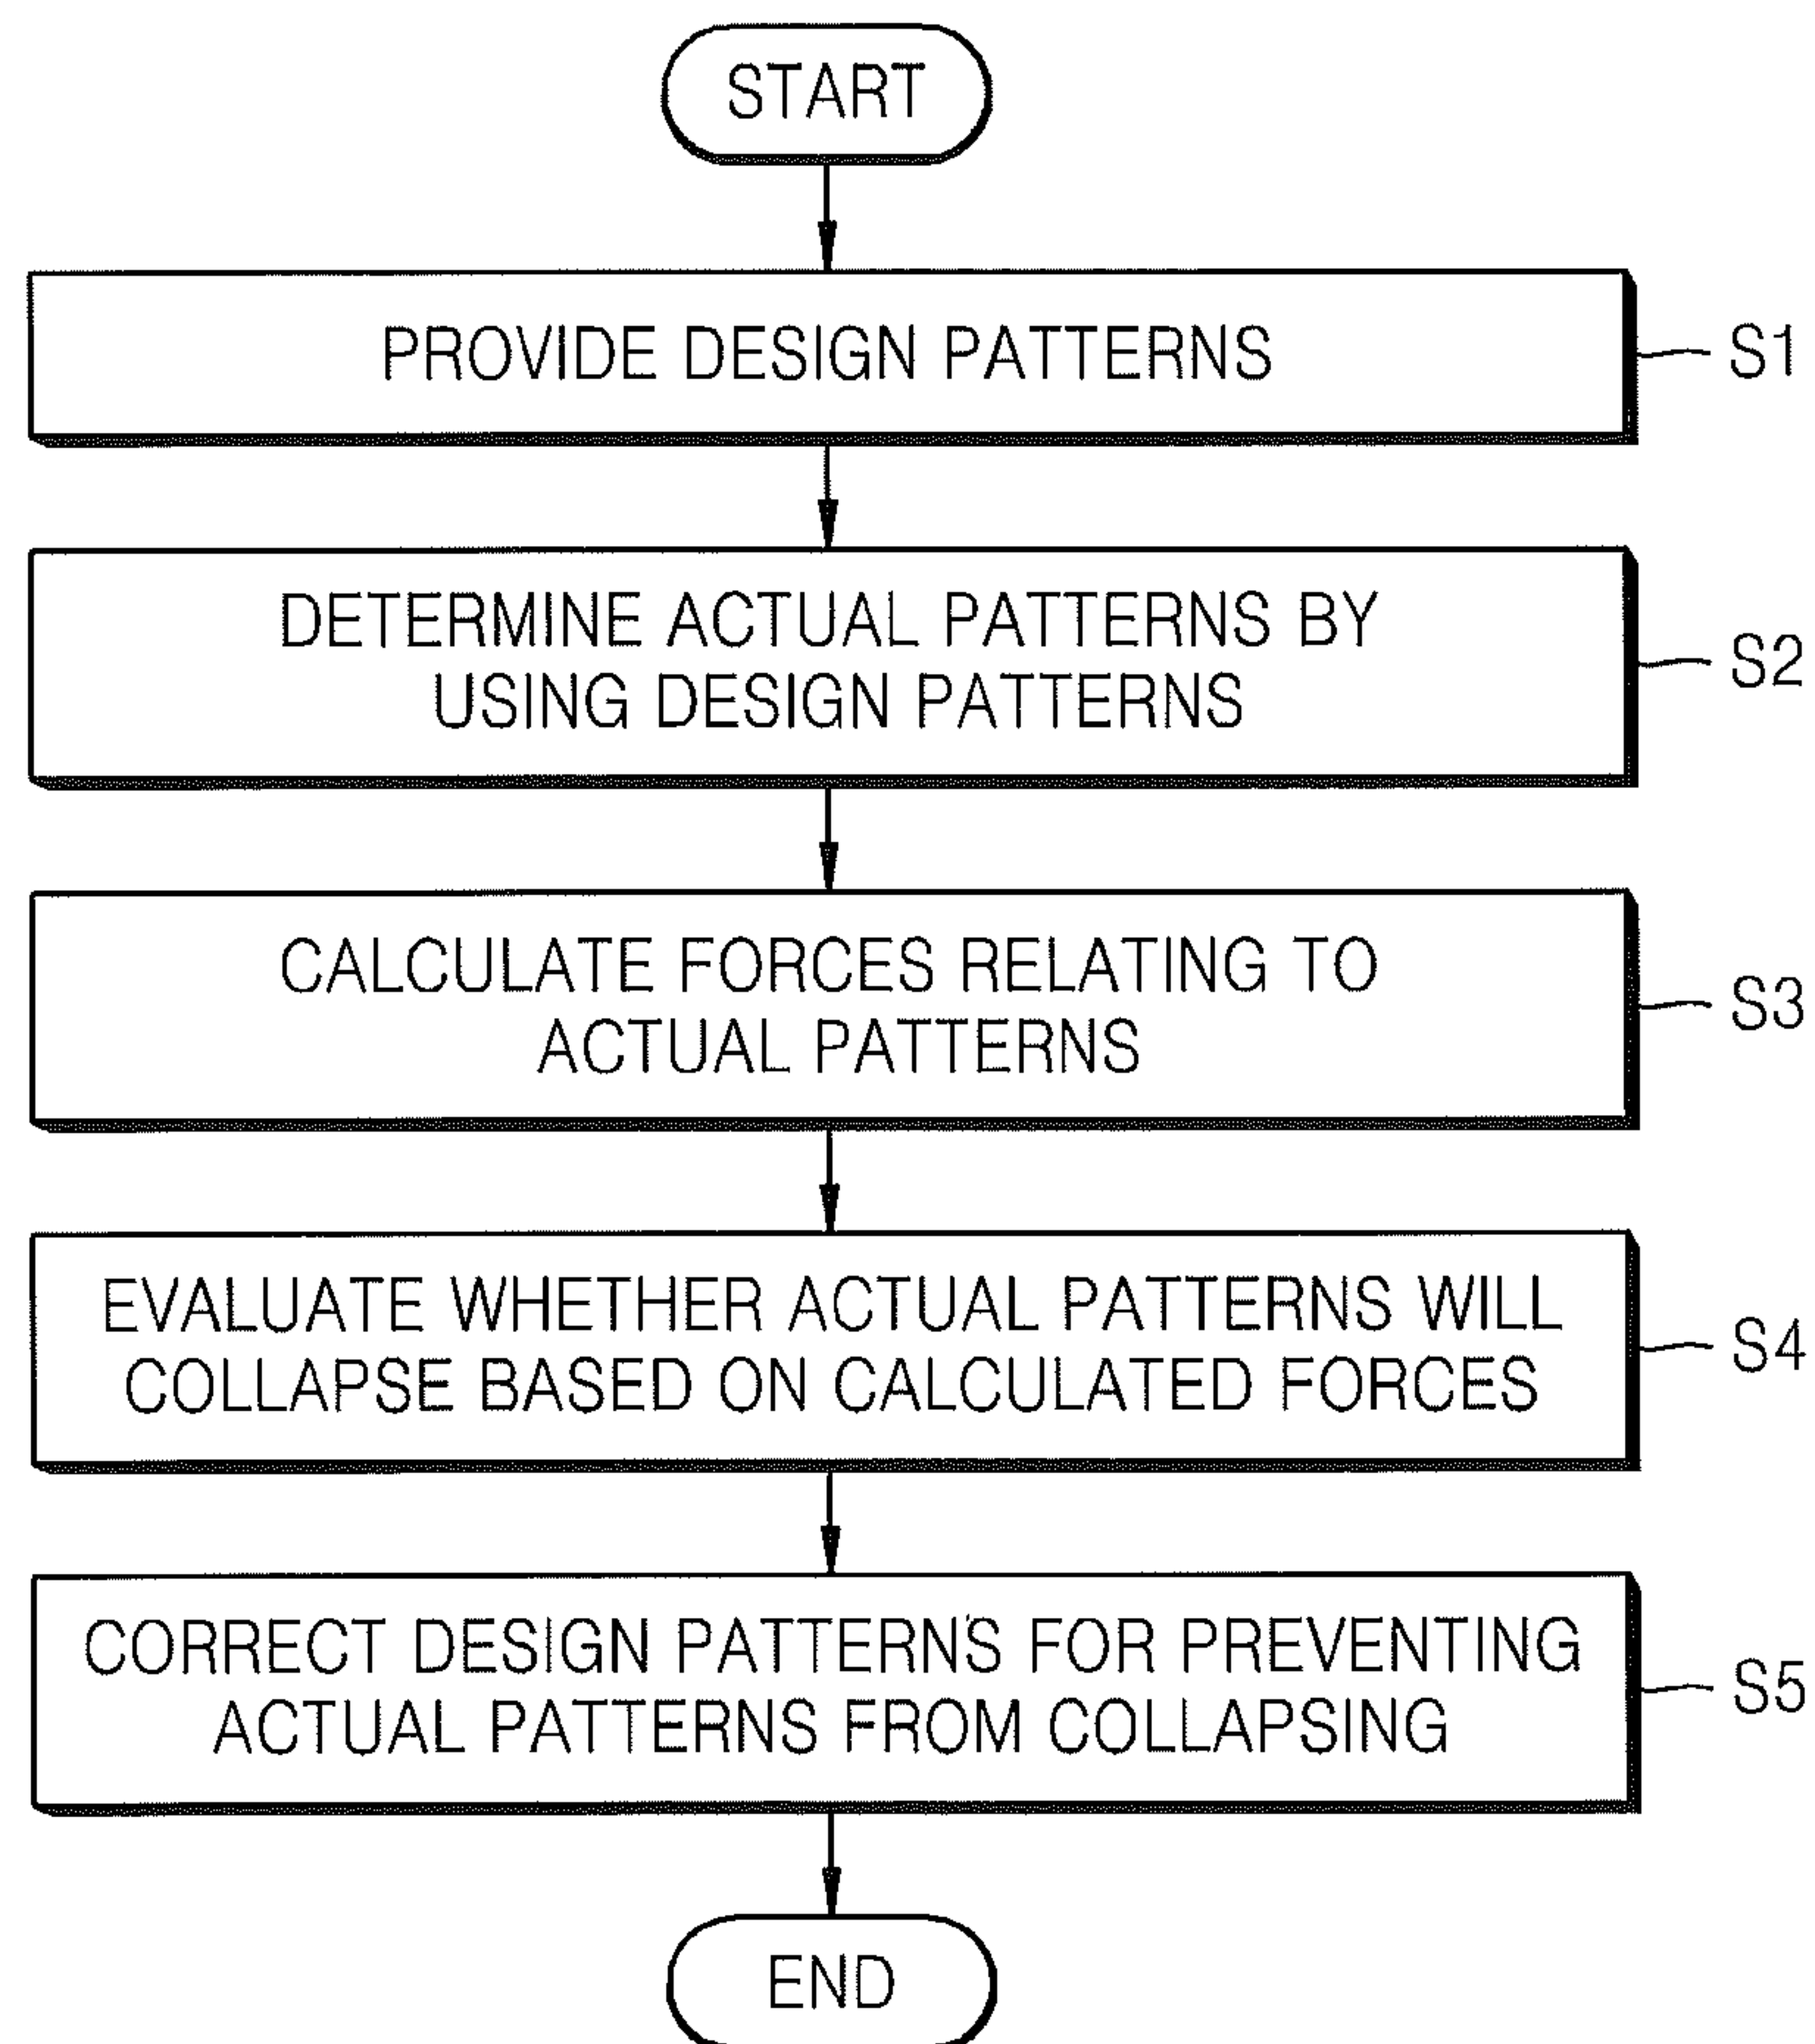 START
PROVIDE DESIGN PATTERNS
S1
DETERMINE ACTUAL PATTERNS BY
USING DESIGN PATTERNS
S2
CALCULATE FORCES RELATING TO
ACTUAL PATTERNS
S3
EVALUATE WHETHER ACTUAL PATTERNS WILL
COLLAPSE BASED ON CALCULATED FORCES
S4
CORRECT DESIGN PATTERNS FOR PREVENTING
ACTUAL PATTERNS FROM COLLAPSING
S5
END